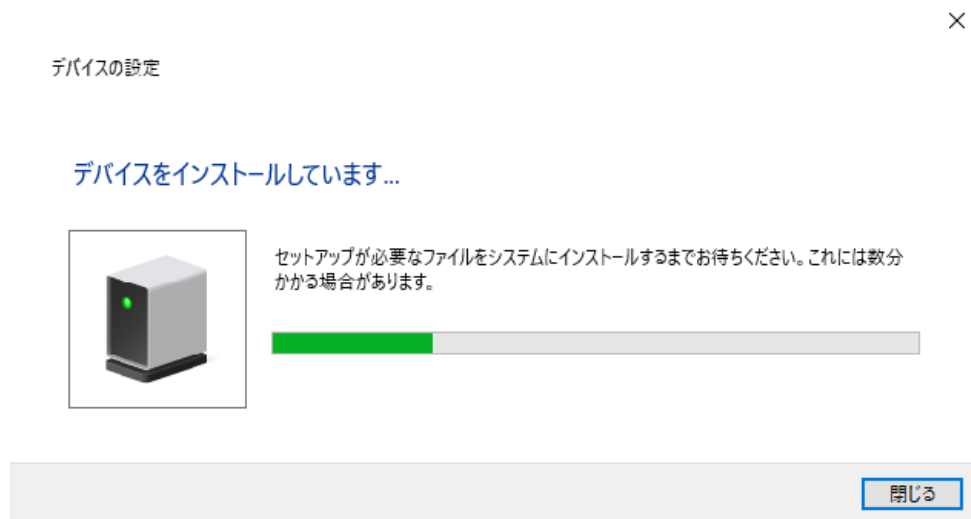 デバイスの設定
デバイスをインストールしています...
セットアップが必要なファイルをシステムにインストールするまでお待ちください。これには数分
かかる場合があります。
閉じる